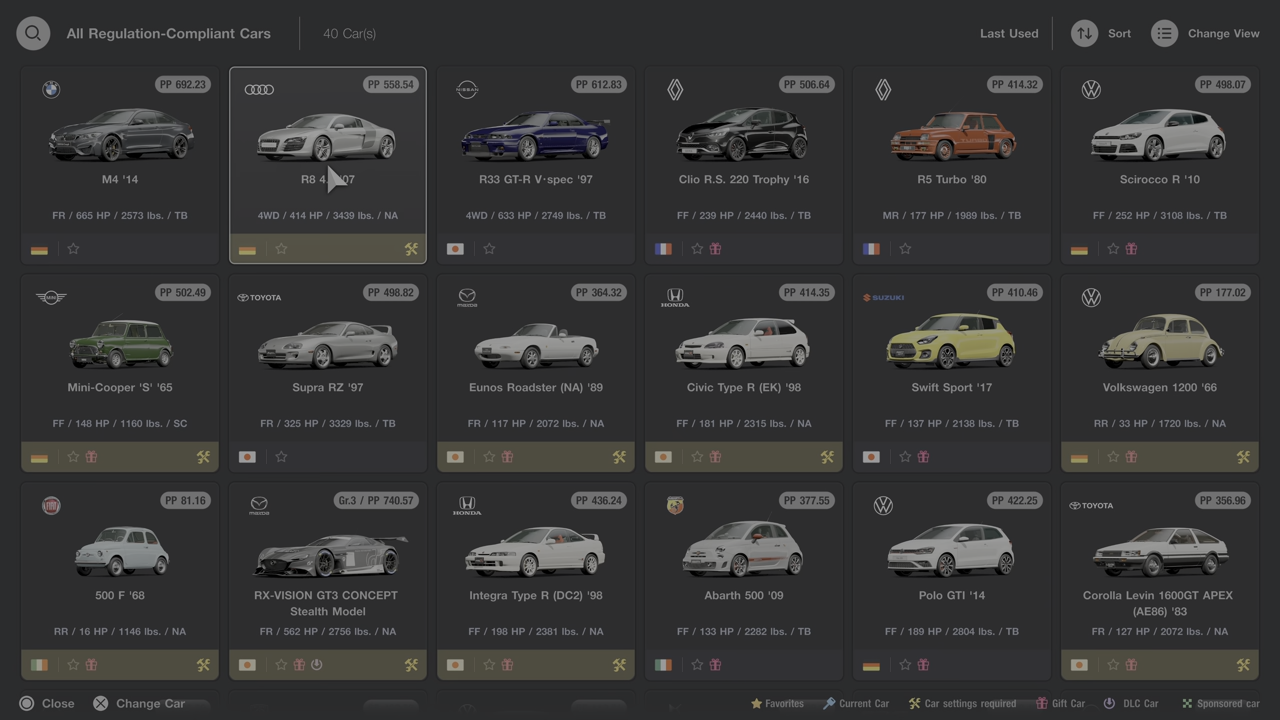 All Regulation-Compliant Cars
40 Car(s)
Last Used
Sort
Change View
PP 692.23
M4 '14
FR / 665 HP / 2573 lbs. / TB
PP 558.54
R8 4. '07
4WD / 414 HP / 3439 lbs. / NA
NISSAN
PP 612.83
R33 GT-R V·spec '97
4WD / 633 HP / 2749 lbs. / TB
PP 506.64
Clio R.S. 220 Trophy '16
FF / 239 HP / 2440 lbs. / TB
PP 414.32
R5 Turbo '80
MR / 177 HP / 1989 lbs. / TB
PP 498.07
Scirocco R '10
FF / 252 HP / 3108 lbs. / TB
MINI
PP 502.49
Mini-Cooper 'S' '65
FF / 148 HP / 1160 lbs. / SC
TOYOTA
PP 498.82
Supra RZ '97
FR / 325 HP / 3329 lbs. / TB
mazda
PP 364.32
Eunos Roadster (NA) '89
FR / 117 HP / 2072 lbs. / NA
HONDA
PP 414.35
Civic Type R (EK) '98
FF / 181 HP / 2315 lbs. / NA
SUZUKI
PP 410.46
Swift Sport '17
FF / 137 HP / 2138 lbs. / TB
PP 177.02
Volkswagen 1200 '66
RR / 33 HP / 1720 lbs. / NA
FIAT
PP 81.16
500 F '68
RR / 16 HP / 1146 lbs. / NA
mazda
Gr.3 / PP 740.57
RX-VISION GT3 CONCEPT
Stealth Model
FR / 562 HP / 2756 lbs. / NA
HONDA
PP 436.24
Integra Type R (DC2) '98
FF / 198 HP / 2381 lbs. / NA
PP 377.55
Abarth 500 '09
FF / 133 HP / 2282 lbs. / TB
PP 422.25
Polo GTI '14
FF / 189 HP / 2804 lbs. / TB
TOYOTA
PP 356.96
Corolla Levin 1600GT APEX
(AE86) '83
FR / 127 HP / 2072 lbs. / NA
Close
Change Car
Favorites
Current Car
Car settings required
Gift Car
DLC Car
Sponsored car